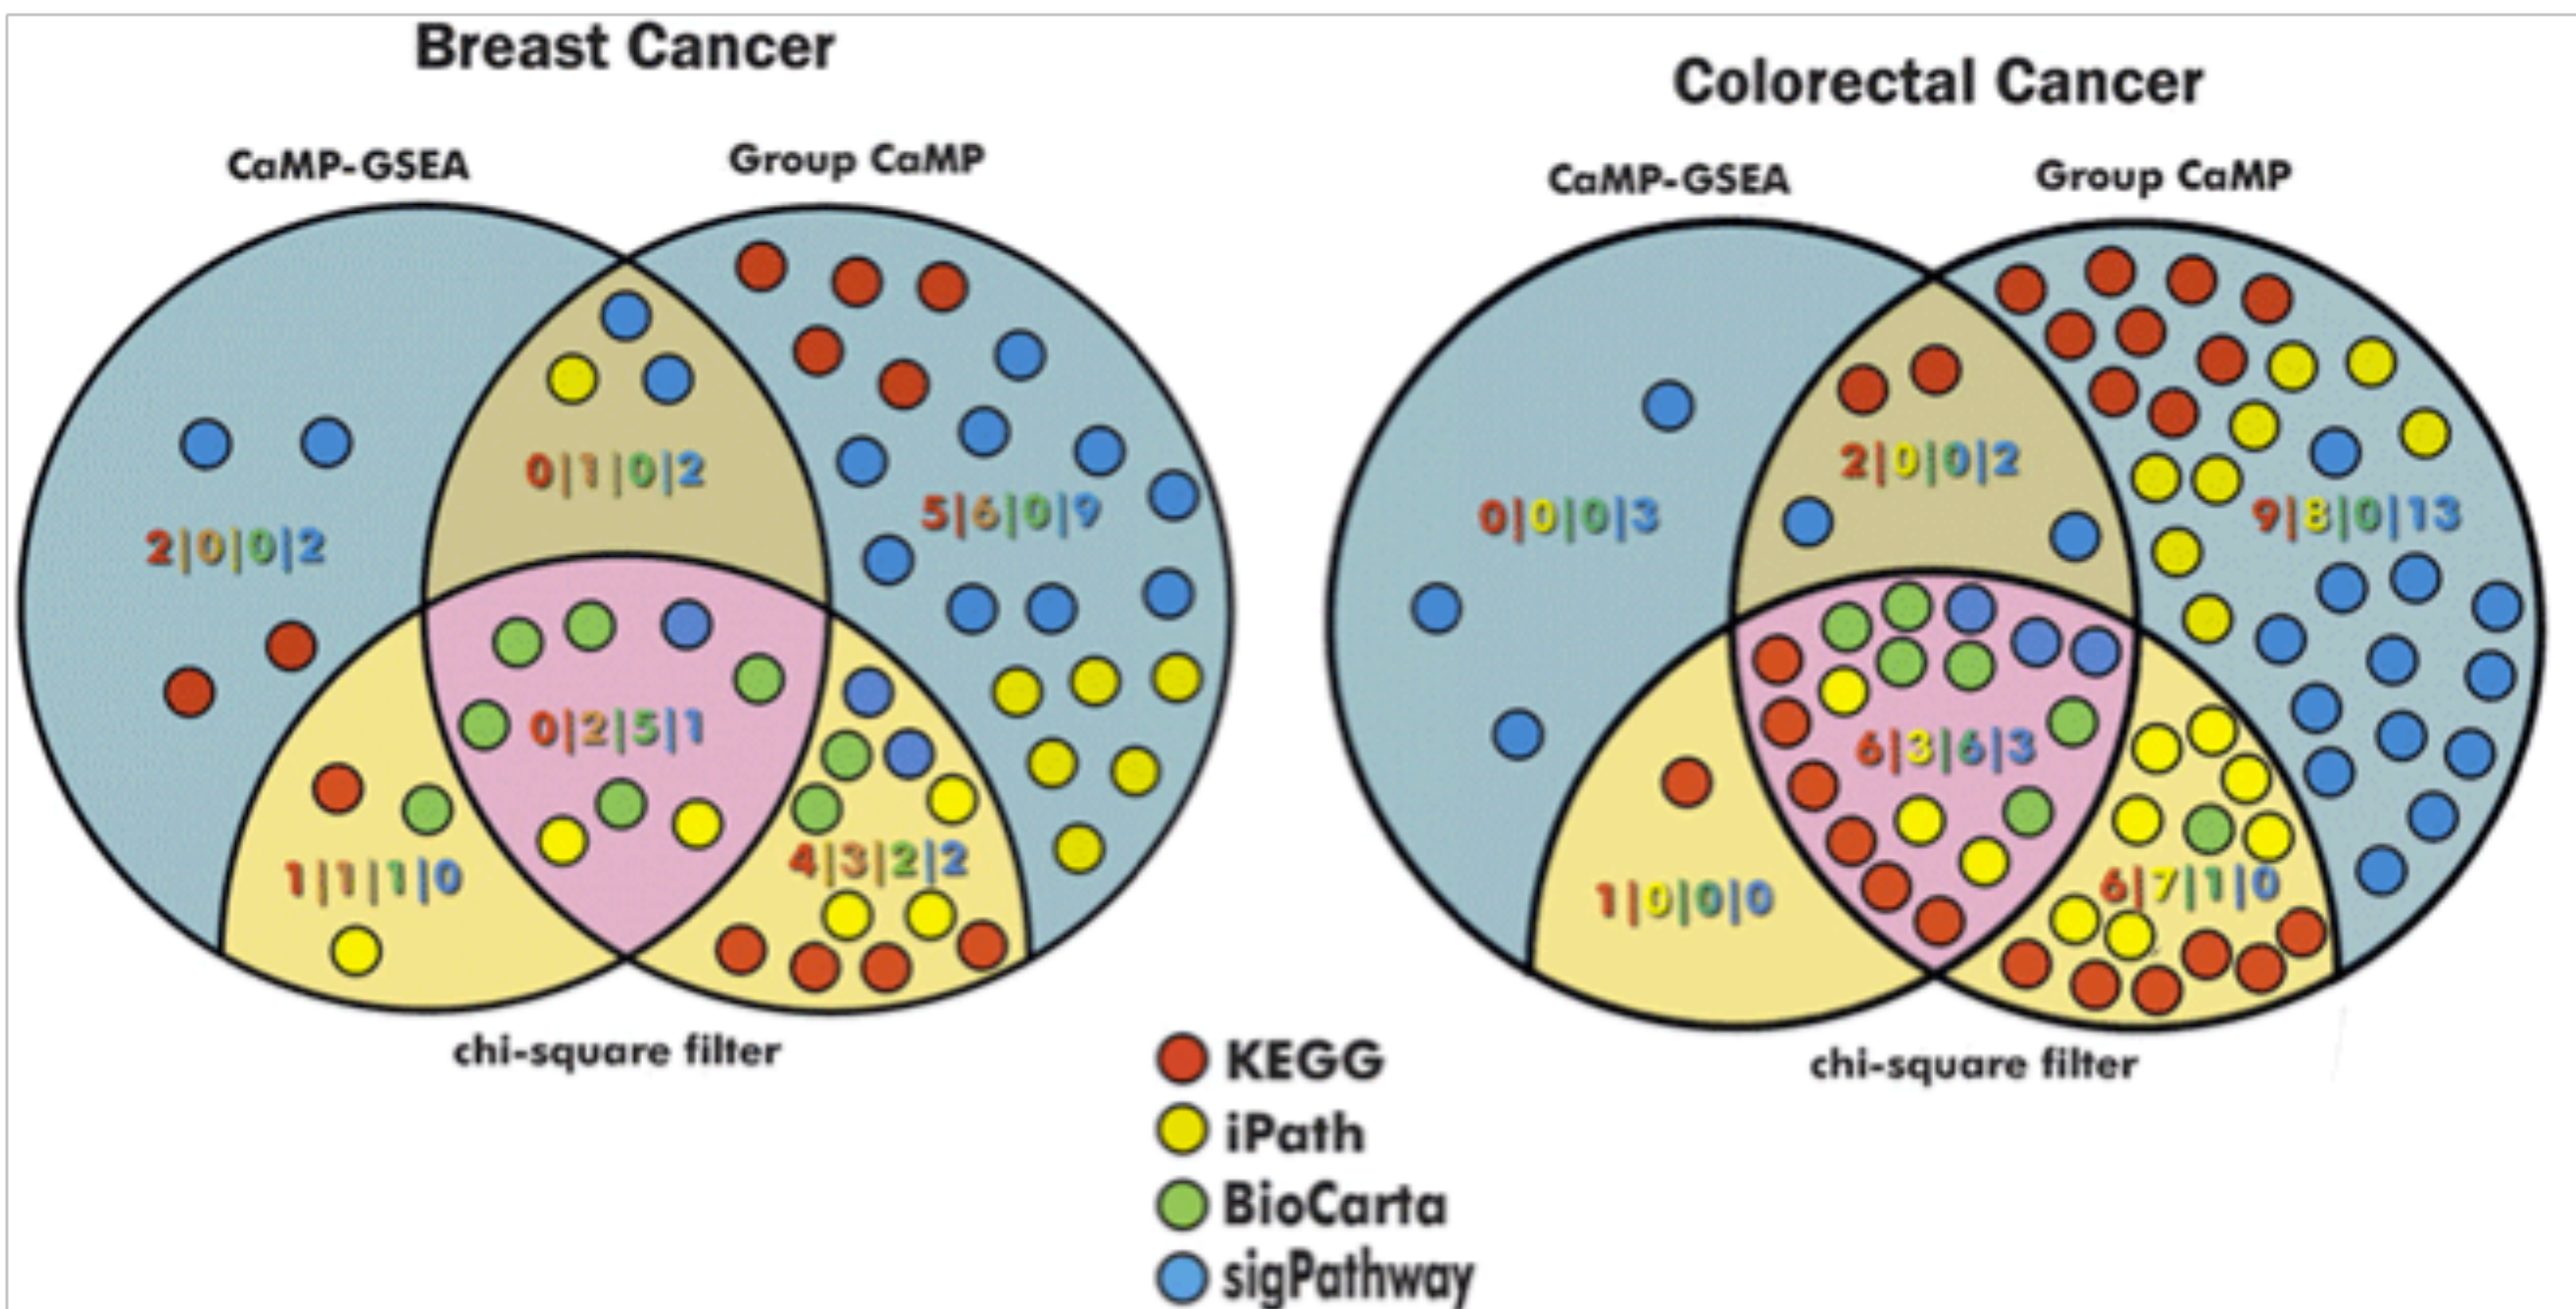 Breast Cancer
Colorectal Cancer
CaMP-GSEA
Group CaMP
CaMP-GSEA
Group CaMP
0|1|0|2
5|6|0|9
2|0|0|2
0|2|5|1
1|1|1|0
4|3|2|2
chi-square filter
2|0|0|2
0|0|0|3
9|8|0|13
6|3|6|3
1|0|0|0
6|7|1|0
chi-square filter
KEGG
iPath
BioCarta
sigPathway